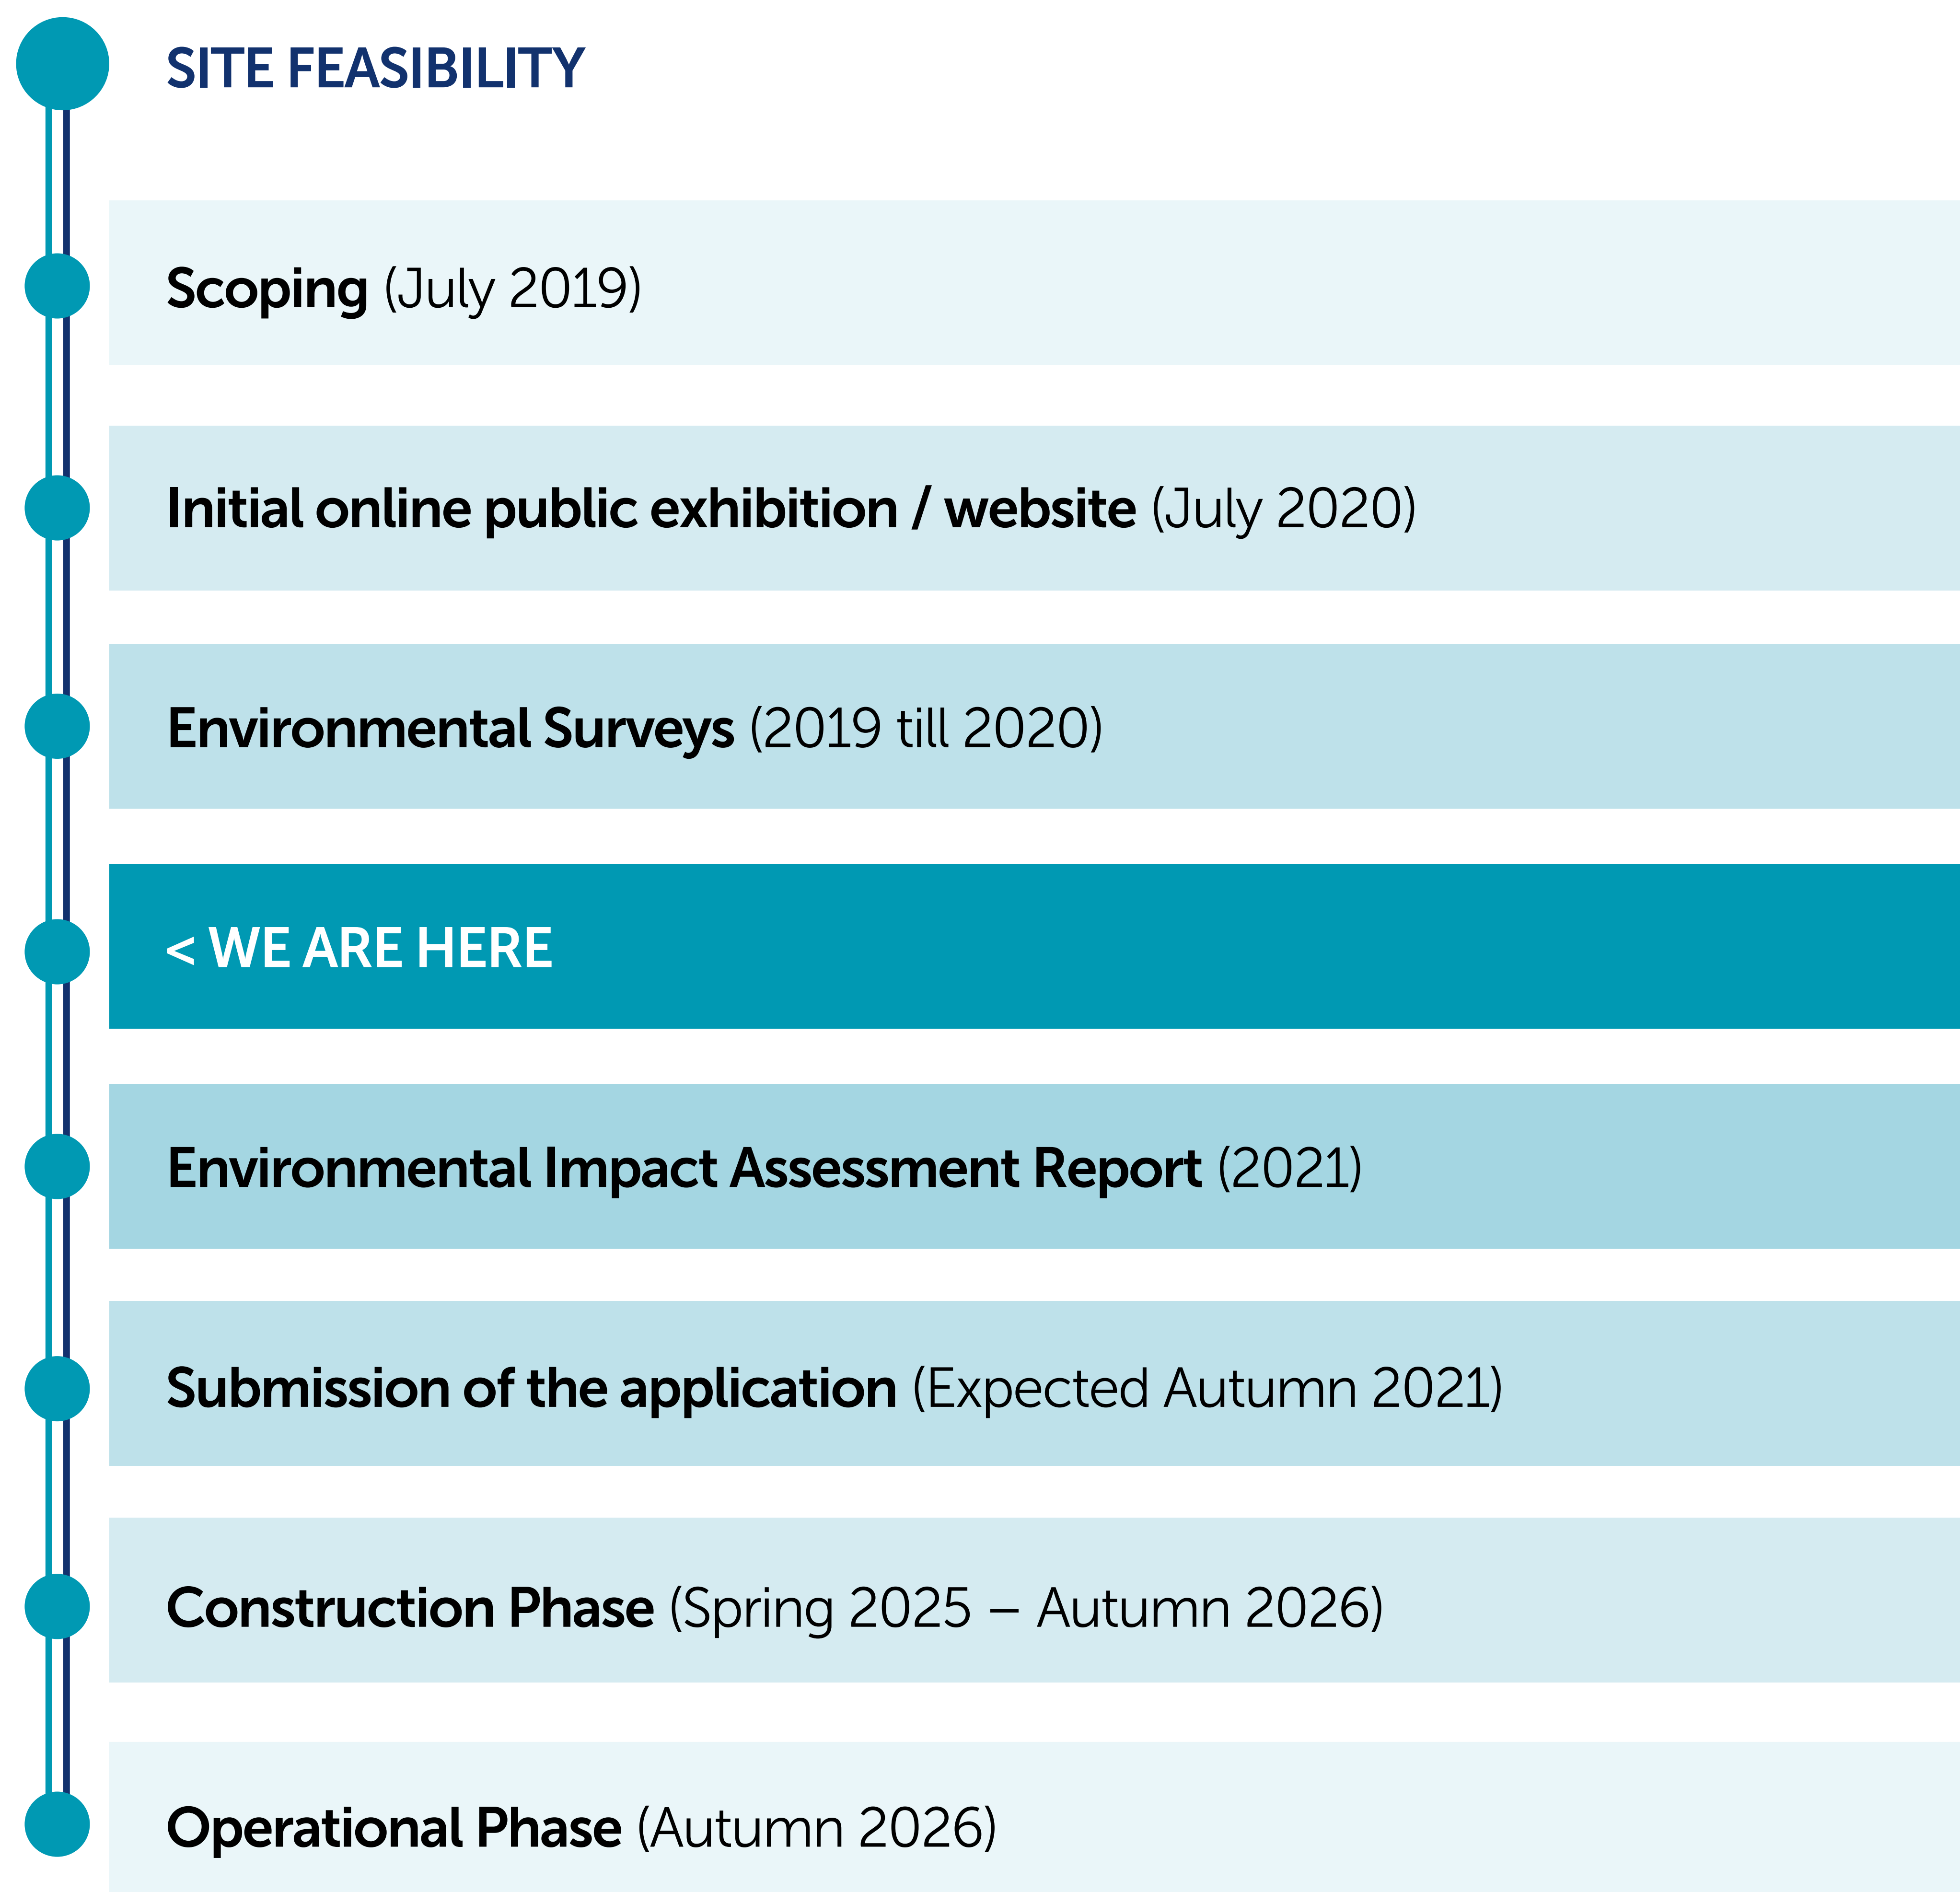 SITE FEASIBILITY
Scoping (July 2019)
Initial online public exhibition / website (July 2020)
Environmental Surveys (2019 till 2020)
< WE ARE HERE
Environmental Impact Assessment Report (2021)
Submission of the application (Expected Autumn 2021)
Construction Phase (Spring 2025 – Autumn 2026)
Operational Phase (Autumn 2026)